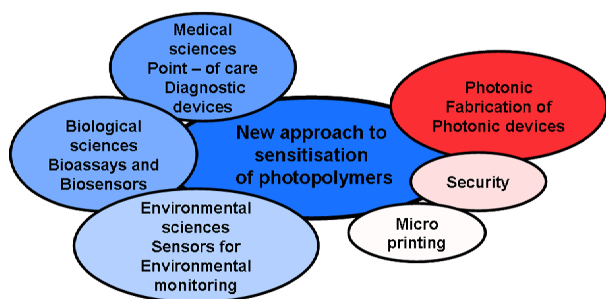 Medical
sciences
Point – of care
Diagnostic
devices
Biological
sciences
Bioassays and
Biosensors
Environmental
sciences
Sensors for
Environmental
monitoring
New approach to
sensitisation
of photopolymers
Photonic
Fabrication of
Photonic devices
Security
Micro
printing